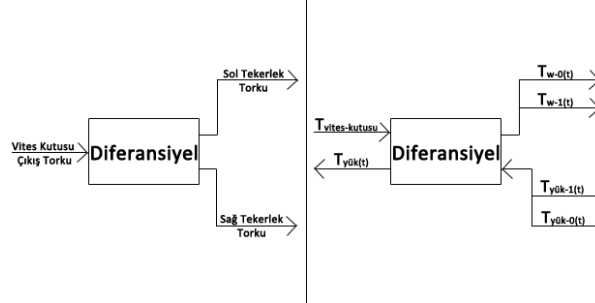 Sol Tekerlek
Torku
Vites Kutusu
Çıkış Torku
Diferansiyel
Sağ Tekerlek
Torku
Tw-0(t)
Tw-1(t)
Tvites-kutusu
Tyük(t)
Diferansiyel
Tyük-1(t)
Tyük-0(t)